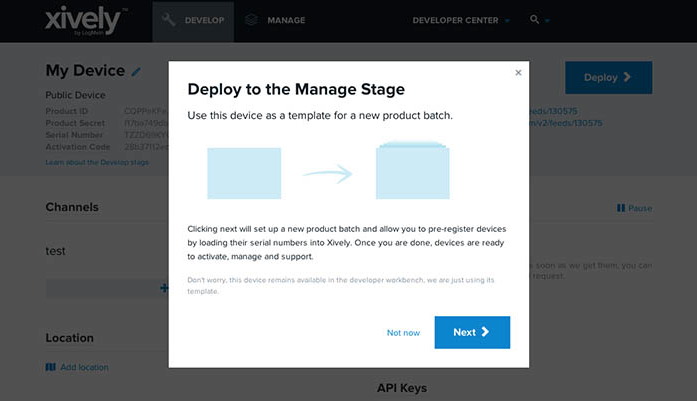 xively™
by LogMeIn
DEVELOP
MANAGE
DEVELOPER CENTER
My Device
Deploy
Public Device
Product ID
Product Secret
Serial Number
Activation Code
feeds/130575
m/v2/feeds/130575
Learn about the Develop stage
Deploy to the Manage Stage
Use this device as a template for a new product batch.
Clicking next will set up a new product batch and allow you to pre-register devices
by loading their serial numbers into Xively. Once you are done, devices are ready
to activate, manage and support.
Don't worry, this device remains available in the developer workbench, we are just using its
template.
Not now
Next
Channels
Pause
test
soon as we get them, you can
request.
Location
Add location
API Keys